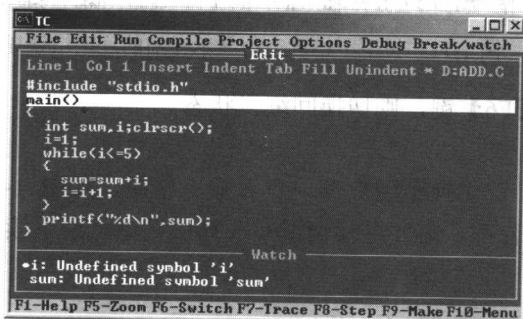 TC
File Edit Run Compile Project Options Debug Break/watch
Edit
Line 1 Col 1 Insert Indent Tab Fill Unindent * D:ADD.C
#include "stdio.h"
main()
{
int sum,i;clrscr();
i=1;
while(i<=5)
{
sum=sum+i;
i=i+1;
}
printf("%d\n",sum);
}
Watch
•i: Undefined symbol 'i'
sum: Undefined symbol 'sum'
F1-Help F5-Zoom F6-Switch F7-Trace F8-Step F9-Make F10-Menu